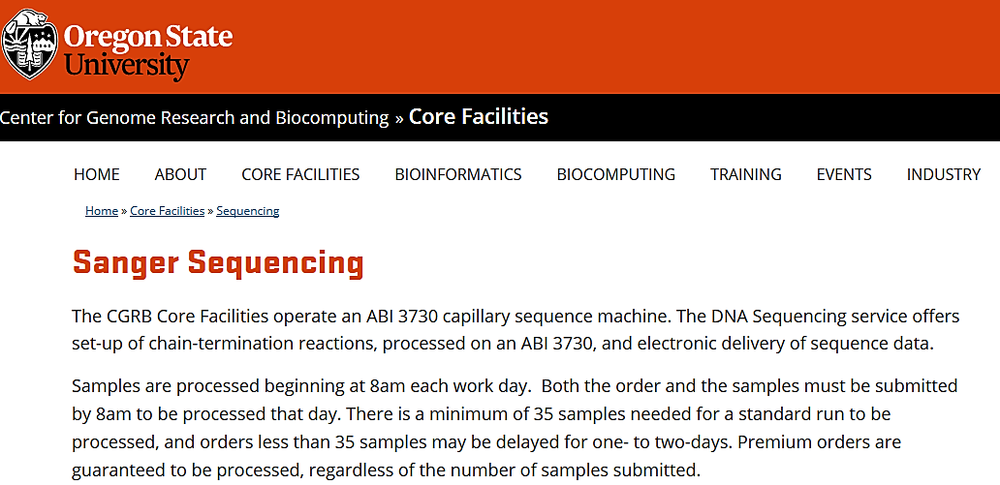 Oregon State
University
Center for Genome Research and Biocomputing » Core Facilities
HOME ABOUT CORE FACILITIES BIOINFORMATICS BIOCOMPUTING TRAINING EVENTS INDUSTRY
Home » Core Facilities » Sequencing
Sanger Sequencing
The CGRB Core Facilities operate an ABI 3730 capillary sequence machine. The DNA Sequencing service offers
set-up of chain-termination reactions, processed on an ABI 3730, and electronic delivery of sequence data.
Samples are processed beginning at 8am each work day.  Both the order and the samples must be submitted
by 8am to be processed that day. There is a minimum of 35 samples needed for a standard run to be
processed, and orders less than 35 samples may be delayed for one- to two-days. Premium orders are
guaranteed to be processed, regardless of the number of samples submitted.